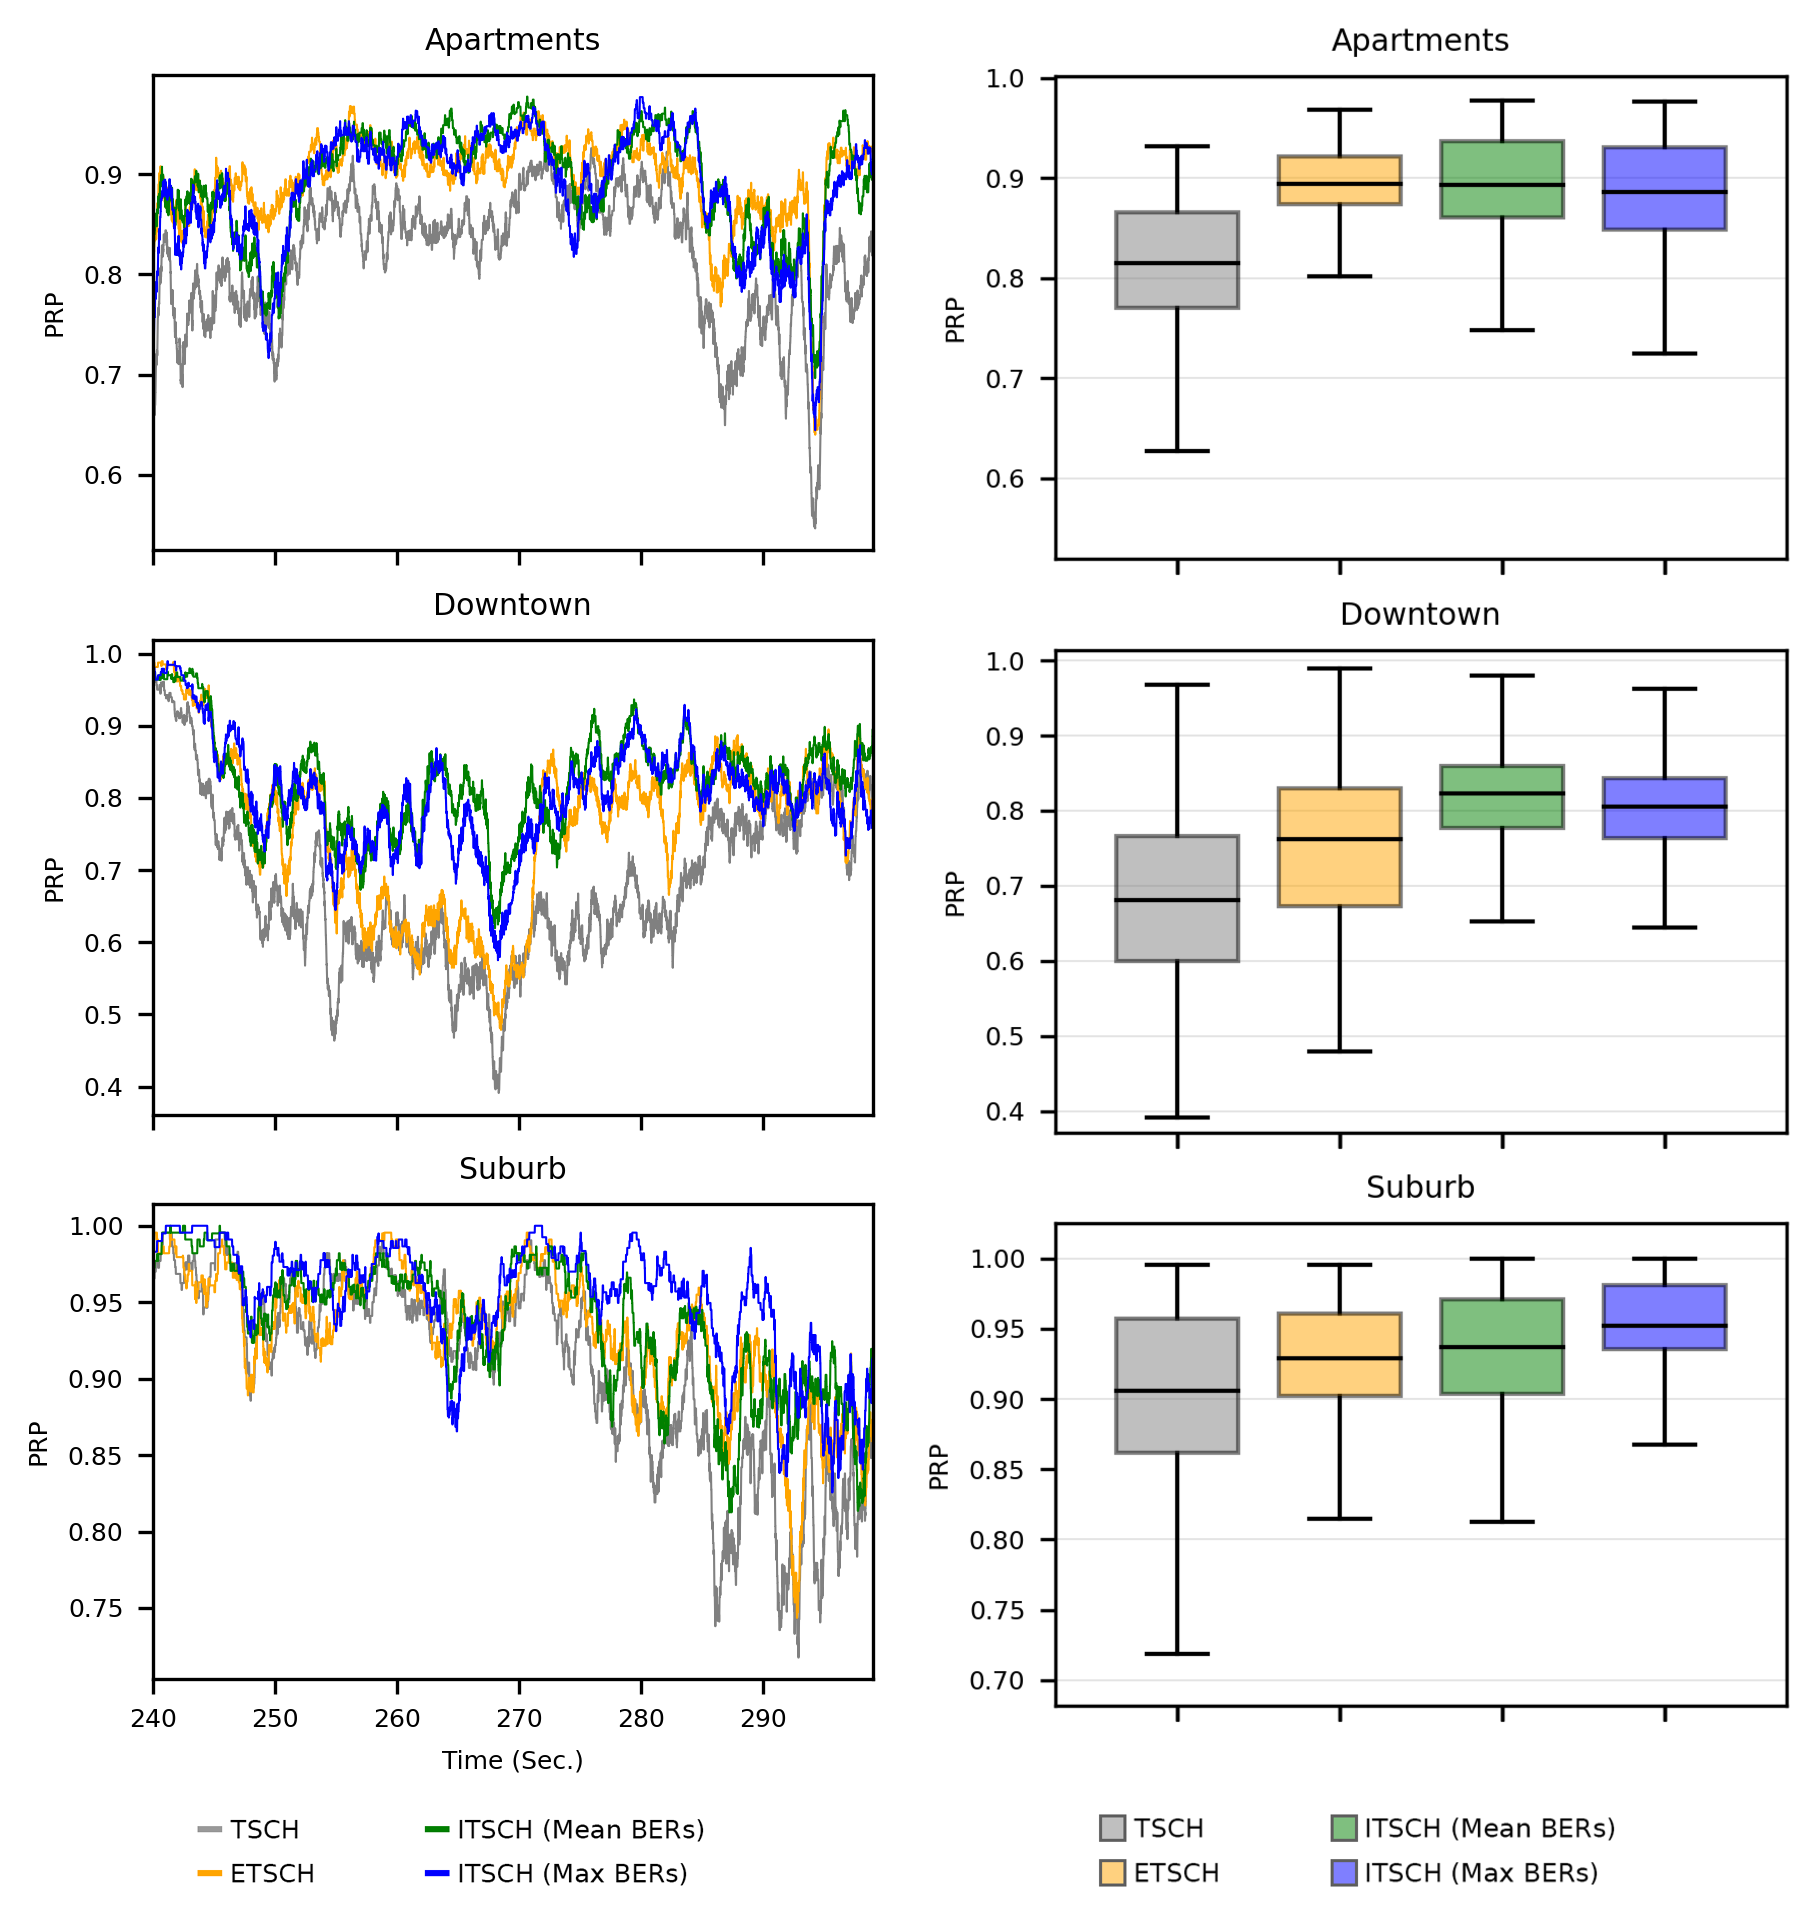 Apartments
PRP
0.9
0.8
0.7
0.6
Apartments
PRP
1.0
0.9
0.8
0.7
0.6
Downtown
PRP
1.0
0.9
0.8
0.7
0.6
0.5
0.4
Downtown
PRP
1.0
0.9
0.8
0.7
0.6
0.5
0.4
Suburb
PRP
1.00
0.95
0.90
0.85
0.80
0.75
240 250 260 270 280 290
Time (Sec.)
Suburb
PRP
1.00
0.95
0.90
0.85
0.80
0.75
0.70
TSCH ITSCH (Mean BERs)
ETSCH ITSCH (Max BERs)
TSCH ITSCH (Mean BERs)
ETSCH ITSCH (Max BERs)